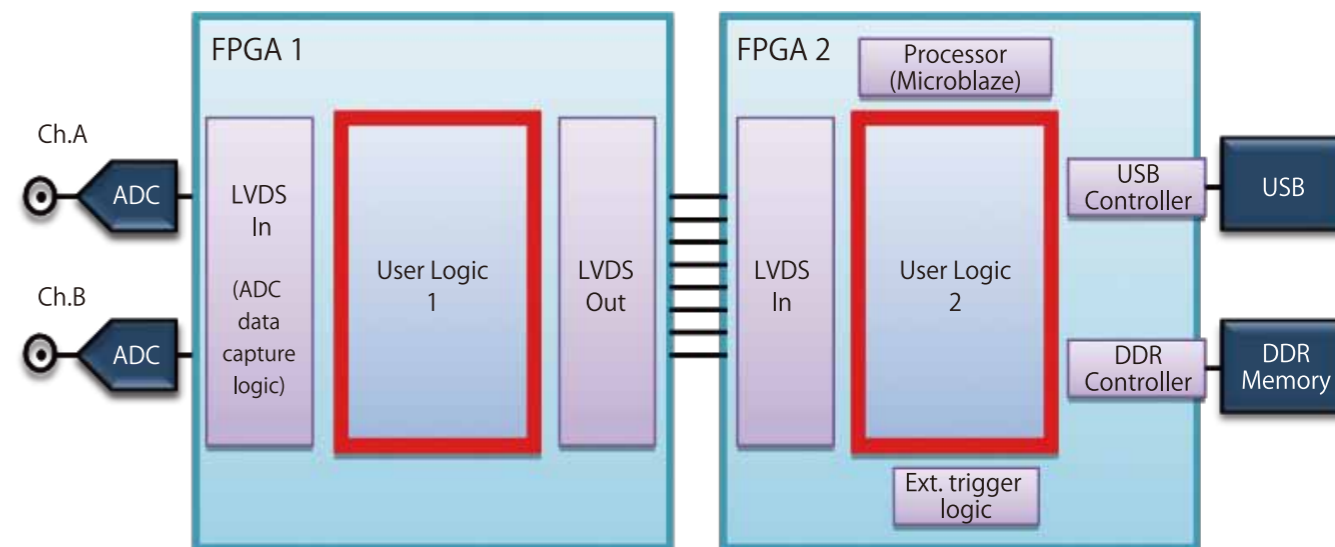 FPGA 1
FPGA 2
Processor
(Microblaze)
Ch.A
ADC
Ch.B
ADC
LVDS
In
(ADC
data
capture
logic)
User Logic
1
LVDS
Out
LVDS
In
User Logic
2
USB
Controller
USB
DDR
Controller
DDR
Memory
Ext. trigger
logic